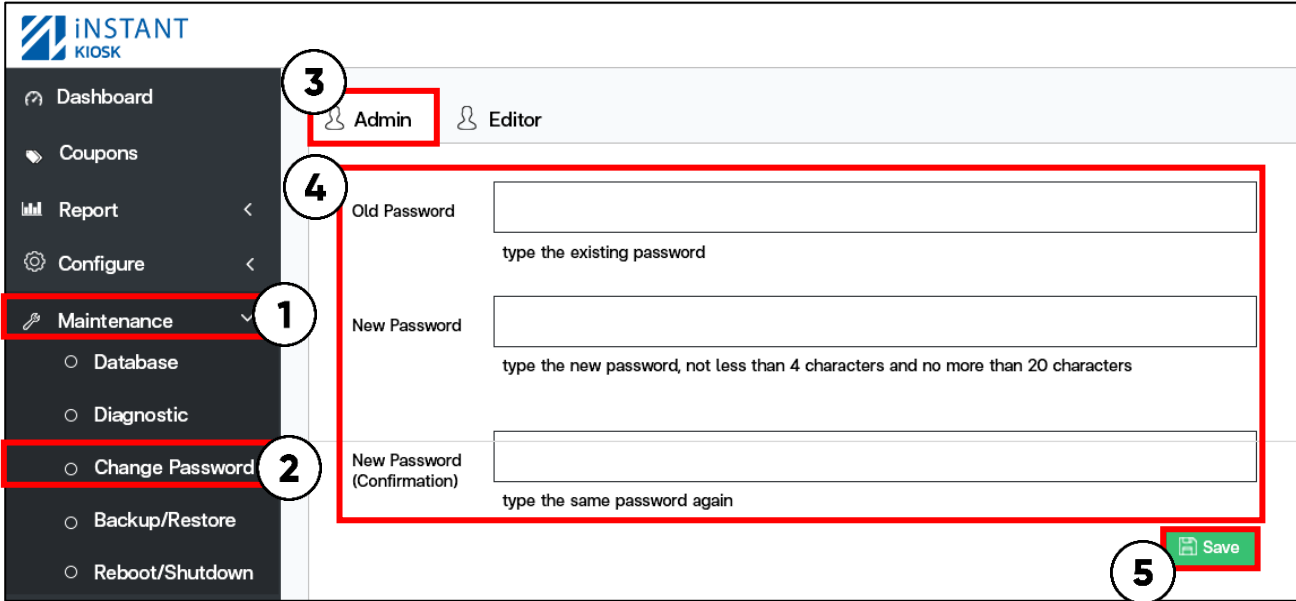 iNSTANT
KIOSK
Dashboard
Coupons
Report
Configure
Maintenance
1
Database
Diagnostic
Change Password
2
Backup/Restore
Reboot/Shutdown
3
Admin
Editor
4
Old Password
type the existing password
New Password
type the new password, not less than 4 characters and no more than 20 characters
New Password
(Confirmation)
type the same password again
Save
5